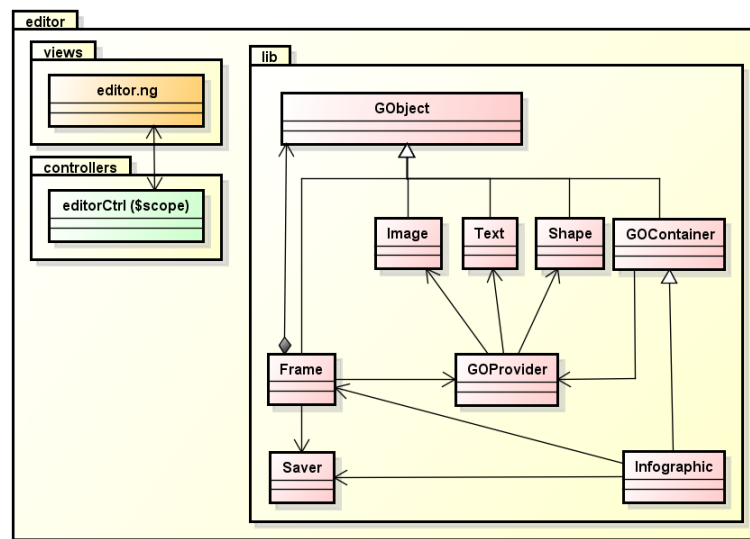 editor
views
editor.ng
controllers
editorCtrl ($scope)
lib
GObject
Image
Text
Shape
GOContainer
Frame
GOProvider
Saver
Infographic